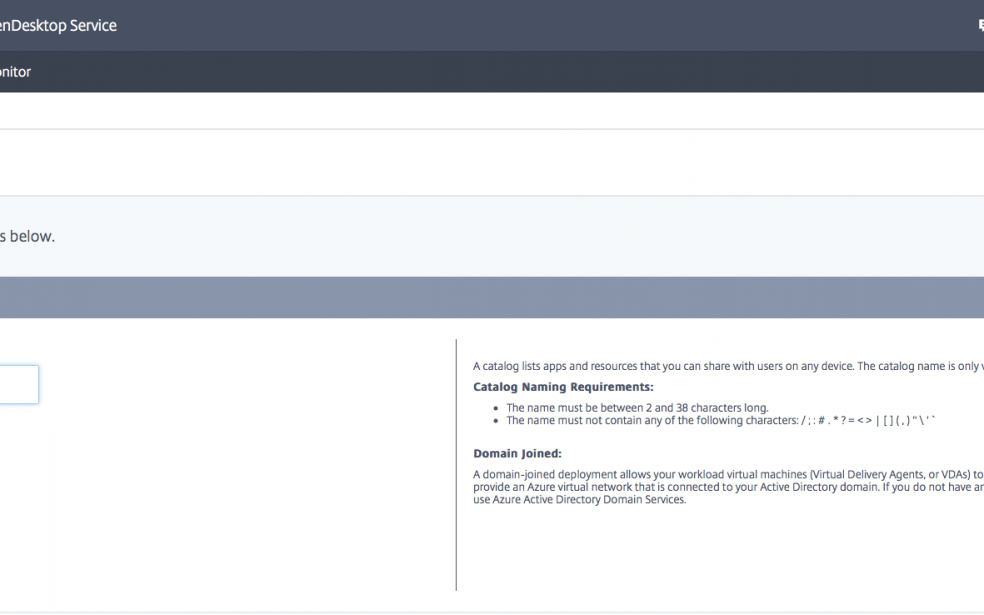 enDesktop Service
onitor
s below.
A catalog lists apps and resources that you can share with users on any device. The catalog name is only
Catalog Naming Requirements:
• The name must be between 2 and 38 characters long.
• The name must not contain any of the following characters: / ; : # . * ? = < > | [ ] ( , ) " \ ' `
Domain Joined:
A domain-joined deployment allows your workload virtual machines (Virtual Delivery Agents, or VDAs) to
provide an Azure virtual network that is connected to your Active Directory domain. If you do not have an
use Azure Active Directory Domain Services.